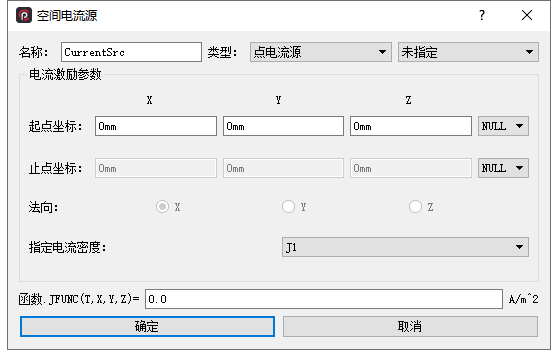 空间电流源
名称: CurrentSrc 类型: 点电流源 未指定
电流激励参数
X Y Z
起点坐标: 0mm 0mm 0mm NULL
止点坐标: 0mm 0mm 0mm NULL
法向: X Y Z
指定电流密度: J1
函数.JFUNC(T,X,Y,Z)= 0.0 A/m^2
确定 取消